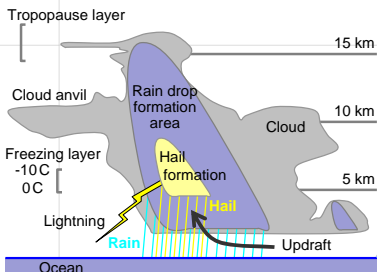 Tropopause layer
15 km
Cloud anvil
Rain drop
formation
area
10 km
Cloud
Freezing layer
-10C
0C
Hail
formation
5 km
Hail
Lightning
Rain
Updraft
Ocean